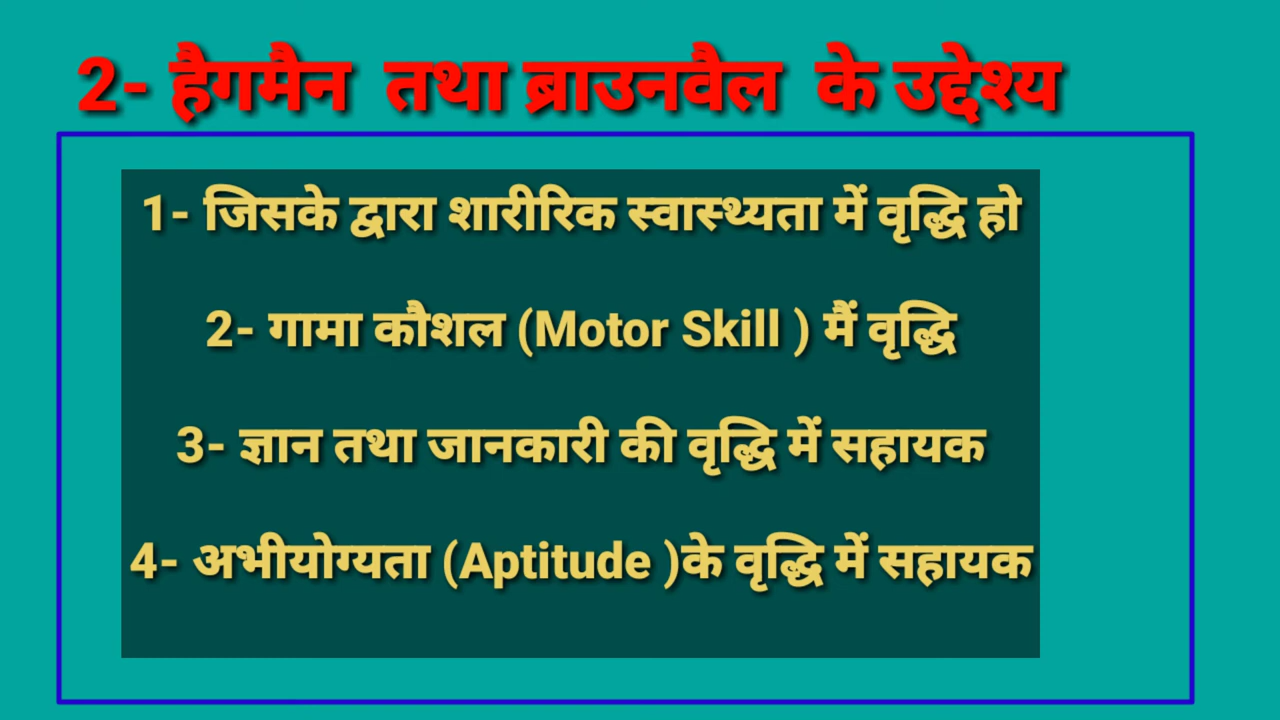 2- हैगमैन तथा ब्राउनवैल के उद्देश्य
1- जिसके द्वारा शारीरिक स्वास्थ्यता में वृद्धि हो
2- गामा कौशल (Motor Skill ) मैं वृद्धि
3- ज्ञान तथा जानकारी की वृद्धि में सहायक
4- अभीयोग्यता (Aptitude )के वृद्धि में सहायक